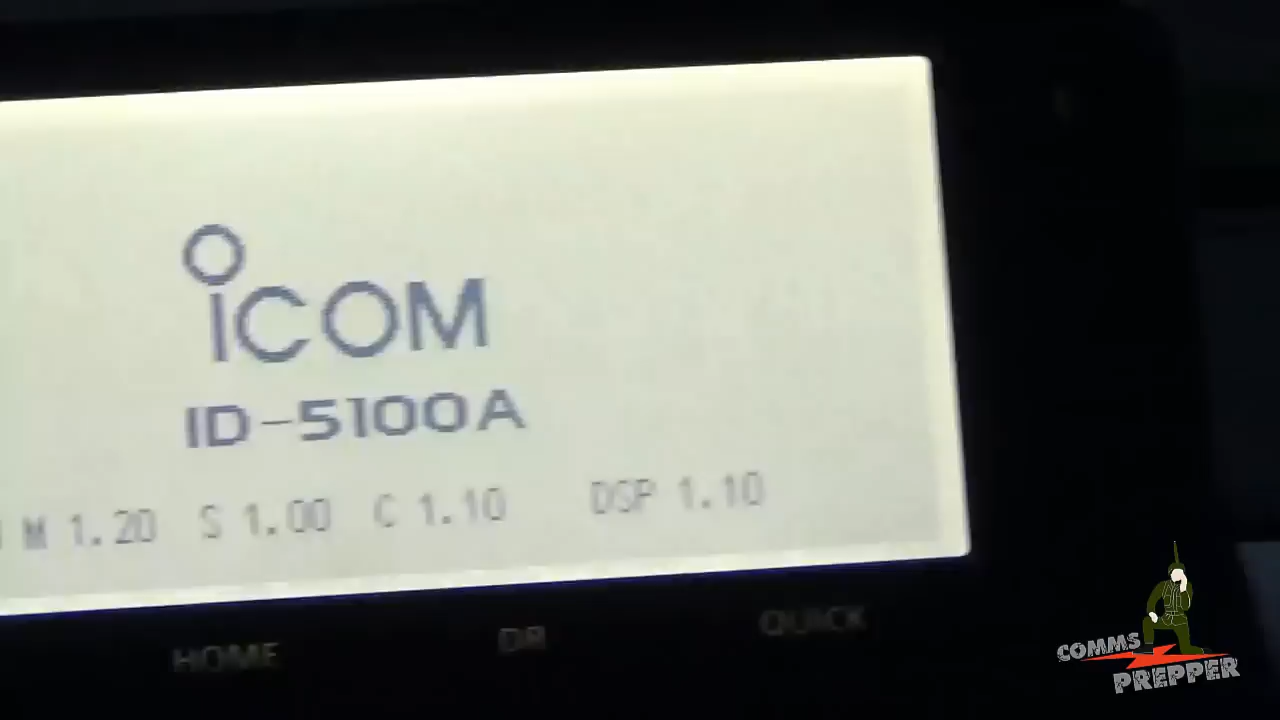 iCOM
ID-5100A
M 1.20 S 1.00 C 1.10 DSP 1.10
HOME DR QUICK
COMMS
PREPPER